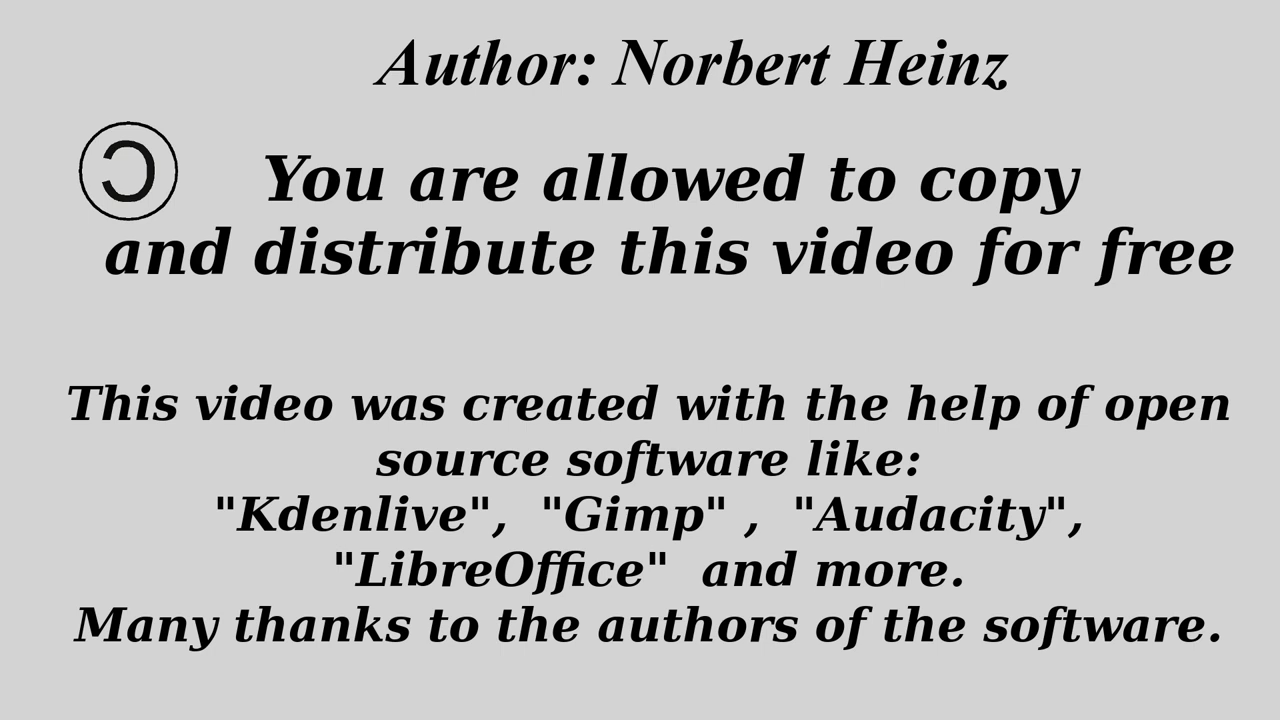 Author: Norbert Heinz
You are allowed to copy
and distribute this video for free
This video was created with the help of open
source software like:
"Kdenlive",  "Gimp" ,  "Audacity",
"LibreOffice"  and more.
Many thanks to the authors of the software.